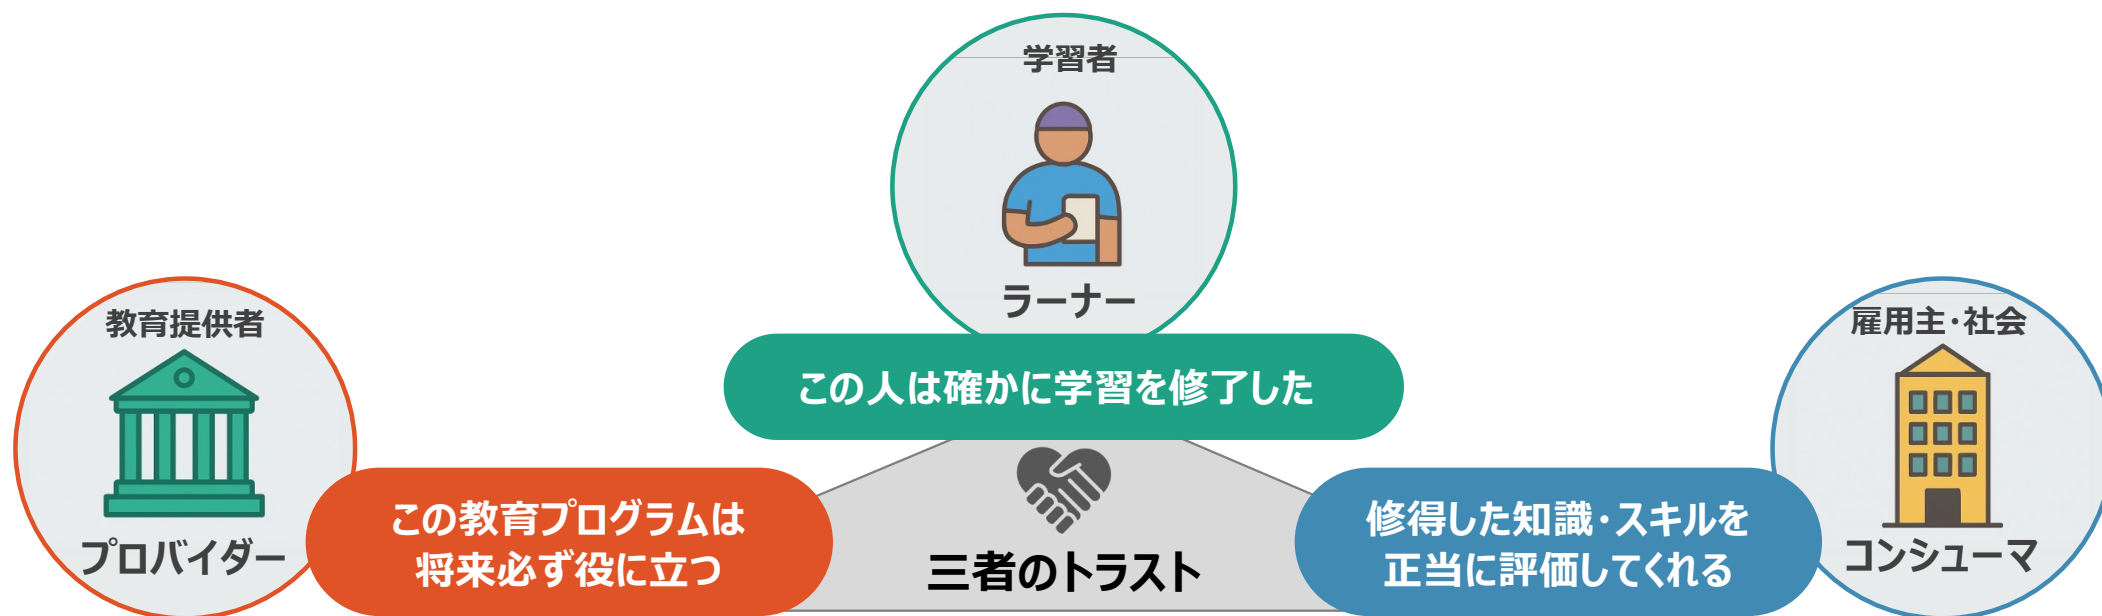 学習者
ラーナー
この人は確かに学習を修了した
教育提供者
プロバイダー
この教育プログラムは
将来必ず役に立つ
三者のトラスト
修得した知識・スキルを
正当に評価してくれる
雇用主・社会
コンシューマ